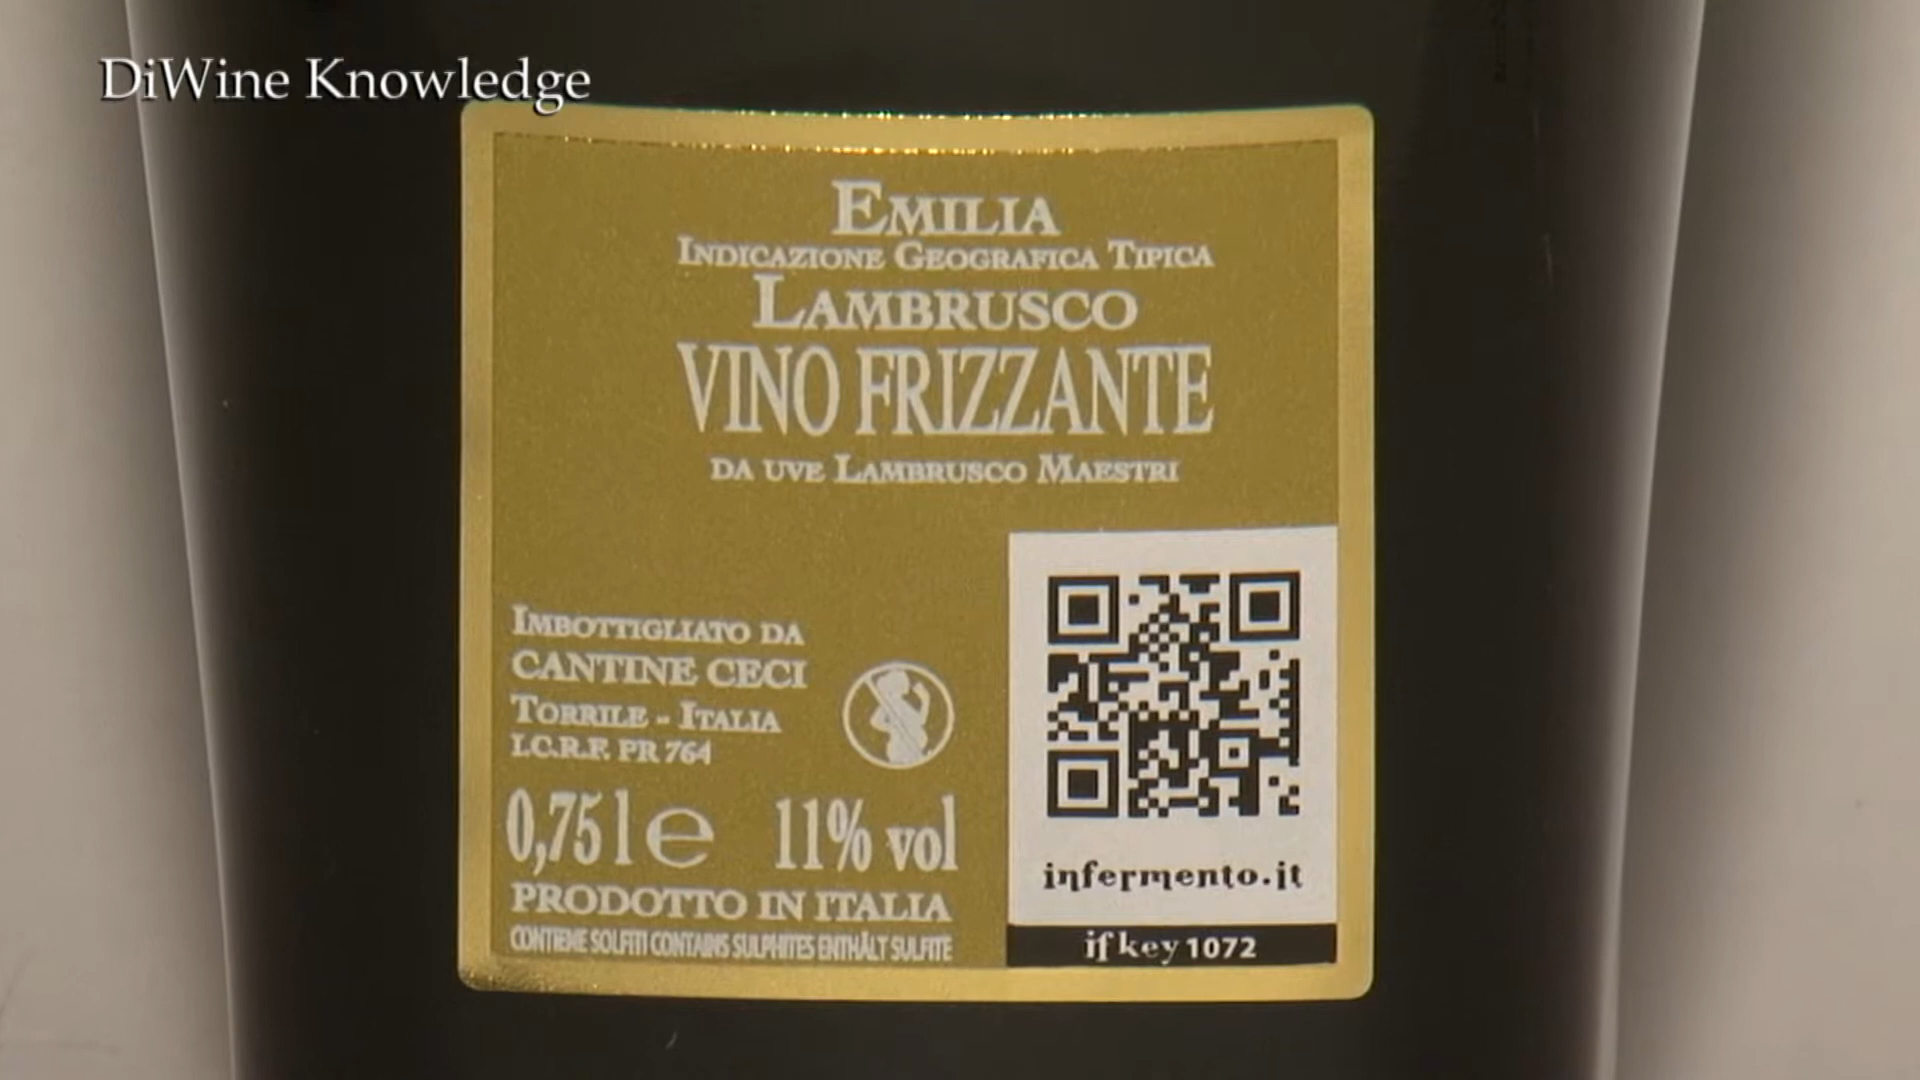 DiWine Knowledge
EMILIA
INDICAZIONE GEOGRAFICA TIPICA
LAMBRUSCO
VINO FRIZZANTE
DA UVE LAMBRUSCO MAESTRI
IMBOTTIGLIATO DA
CANTINE CECI
TORRILE - ITALIA
I.C.R.F. PR 764
0,75 l e 11% vol
PRODOTTO IN ITALIA
CONTIENE SOLFITI CONTAINS SULPHITES ENTHÄLT SULFITE
infermento.it
if key 1072